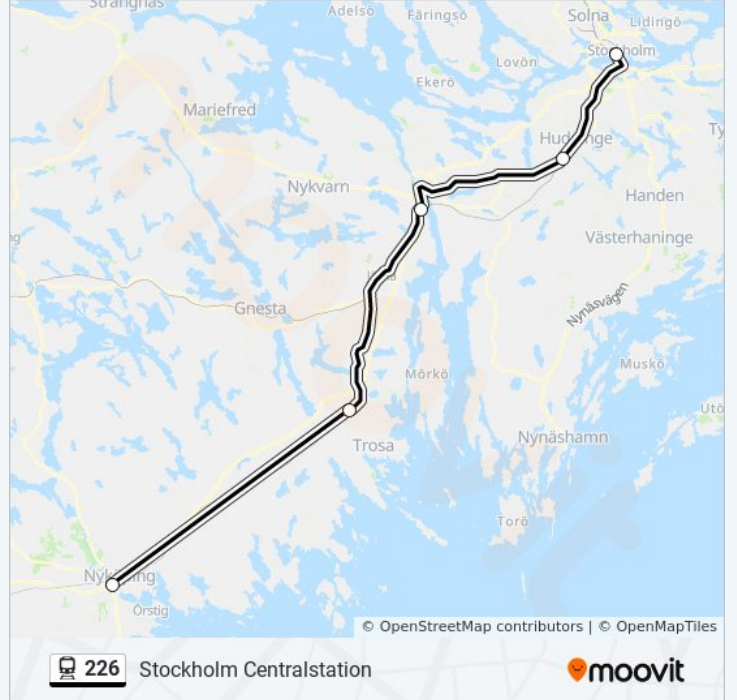 Strängnäs
Adelsö
Färingsö
Solna
Lidingö
Stockholm
Lovön
Ekerö
Mariefred
Nykvarn
Handen
Västerhaninge
Gnesta
Nynäsvägen
Mörkö
Muskö
Utö
Trosa
Nynäshamn
Torö
Nyköping
Örstig
© OpenStreetMap contributors | © OpenMapTiles
226 Stockholm Centralstation
moovit